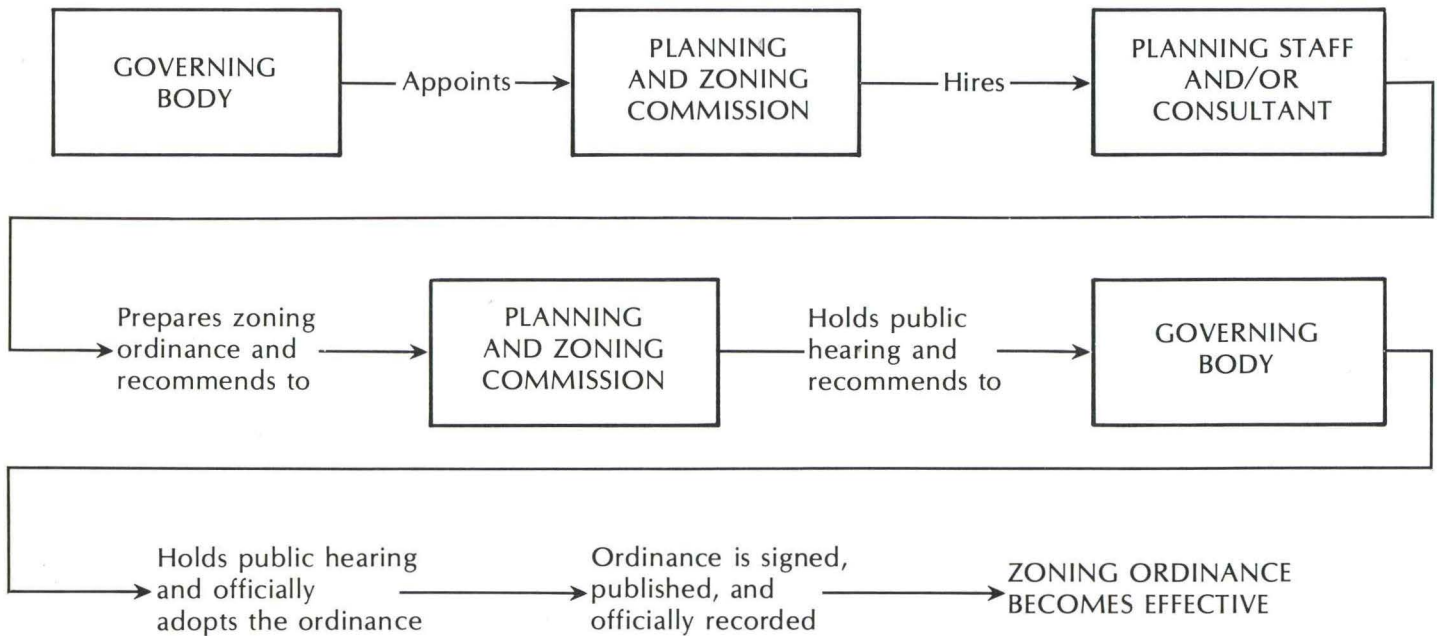 GOVERNING
BODY
Appoints
PLANNING
AND ZONING
COMMISSION
Hires
PLANNING STAFF
AND/OR
CONSULTANT
Prepares zoning
ordinance and
recommends to
PLANNING
AND ZONING
COMMISSION
Holds public
hearing and
recommends to
GOVERNING
BODY
Holds public hearing
and officially
adopts the ordinance
Ordinance is signed,
published, and
officially recorded
ZONING ORDINANCE
BECOMES EFFECTIVE